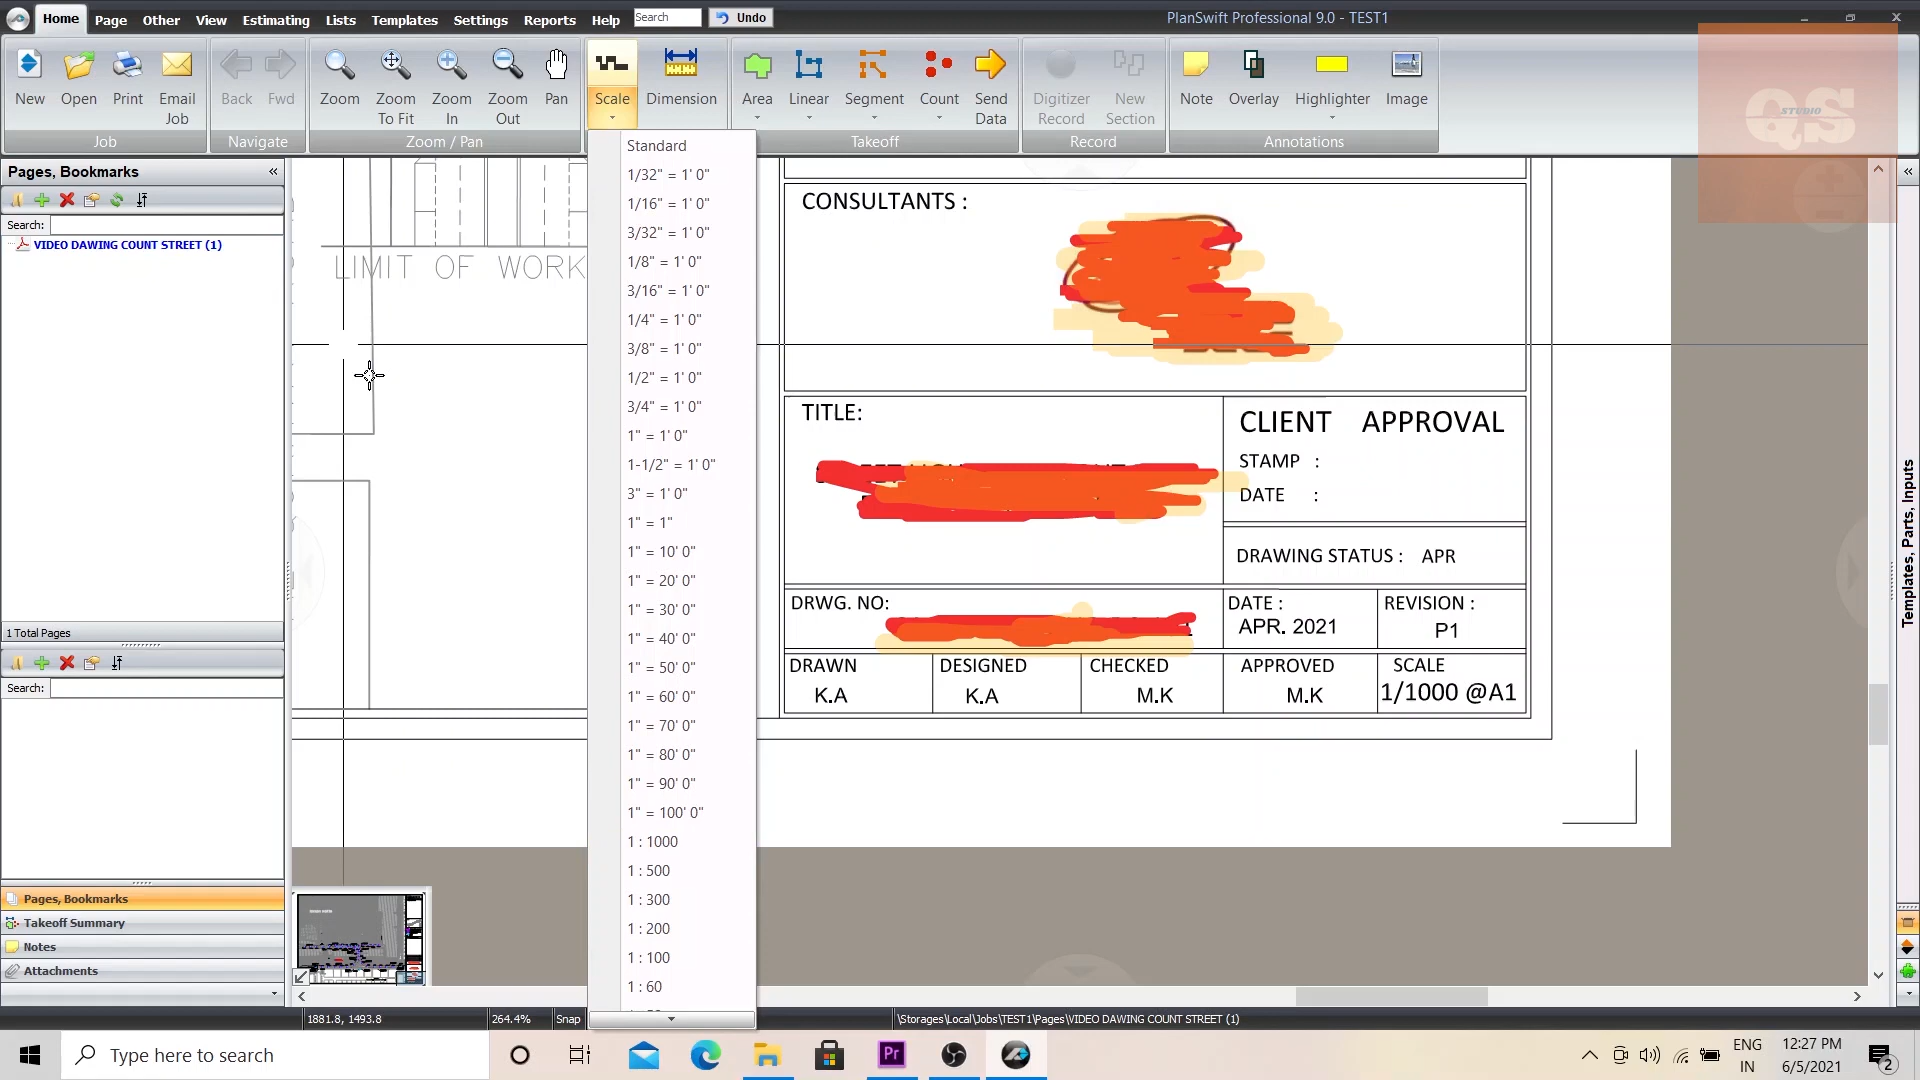 Home Page Other View Estimating Lists Templates Settings Reports Help Search Undo PlanSwift Professional 9.0 - TEST1
New Open Print Email Job
Job
Back Fwd
Navigate
Zoom Zoom To Fit Zoom In Zoom Out Pan
Zoom / Pan
Scale Dimension
Area Linear Segment Count Send Data
Takeoff
Digitizer Record New Section
Record
Note Overlay Highlighter Image
Annotations
STUDIO
QS
Pages, Bookmarks
Search:
VIDEO DAWING COUNT STREET (1)
1 Total Pages
Search:
Pages, Bookmarks
Takeoff Summary
Notes
Attachments
LIMIT OF WORK
Standard
1/32" = 1' 0"
1/16" = 1' 0"
3/32" = 1' 0"
1/8" = 1' 0"
3/16" = 1' 0"
1/4" = 1' 0"
3/8" = 1' 0"
1/2" = 1' 0"
3/4" = 1' 0"
1" = 1' 0"
1-1/2" = 1' 0"
3" = 1' 0"
1" = 1"
1" = 10' 0"
1" = 20' 0"
1" = 30' 0"
1" = 40' 0"
1" = 50' 0"
1" = 60' 0"
1" = 70' 0"
1" = 80' 0"
1" = 90' 0"
1" = 100' 0"
1 : 1000
1 : 500
1 : 300
1 : 200
1 : 100
1 : 60
CONSULTANTS :
TITLE:
CLIENT APPROVAL
STAMP :
DATE :
DRAWING STATUS : APR
DRWG. NO:
DATE :
APR. 2021
REVISION :
P1
DRAWN
K.A
DESIGNED
K.A
CHECKED
M.K
APPROVED
M.K
SCALE
1/1000 @A1
Templates, Parts, Inputs
1881.8, 1493.8 264.4% Snap \Storages\Local\Jobs\TEST1\Pages\VIDEO DAWING COUNT STREET (1)
Type here to search
Pr
ENG
IN
12:27 PM
6/5/2021
2